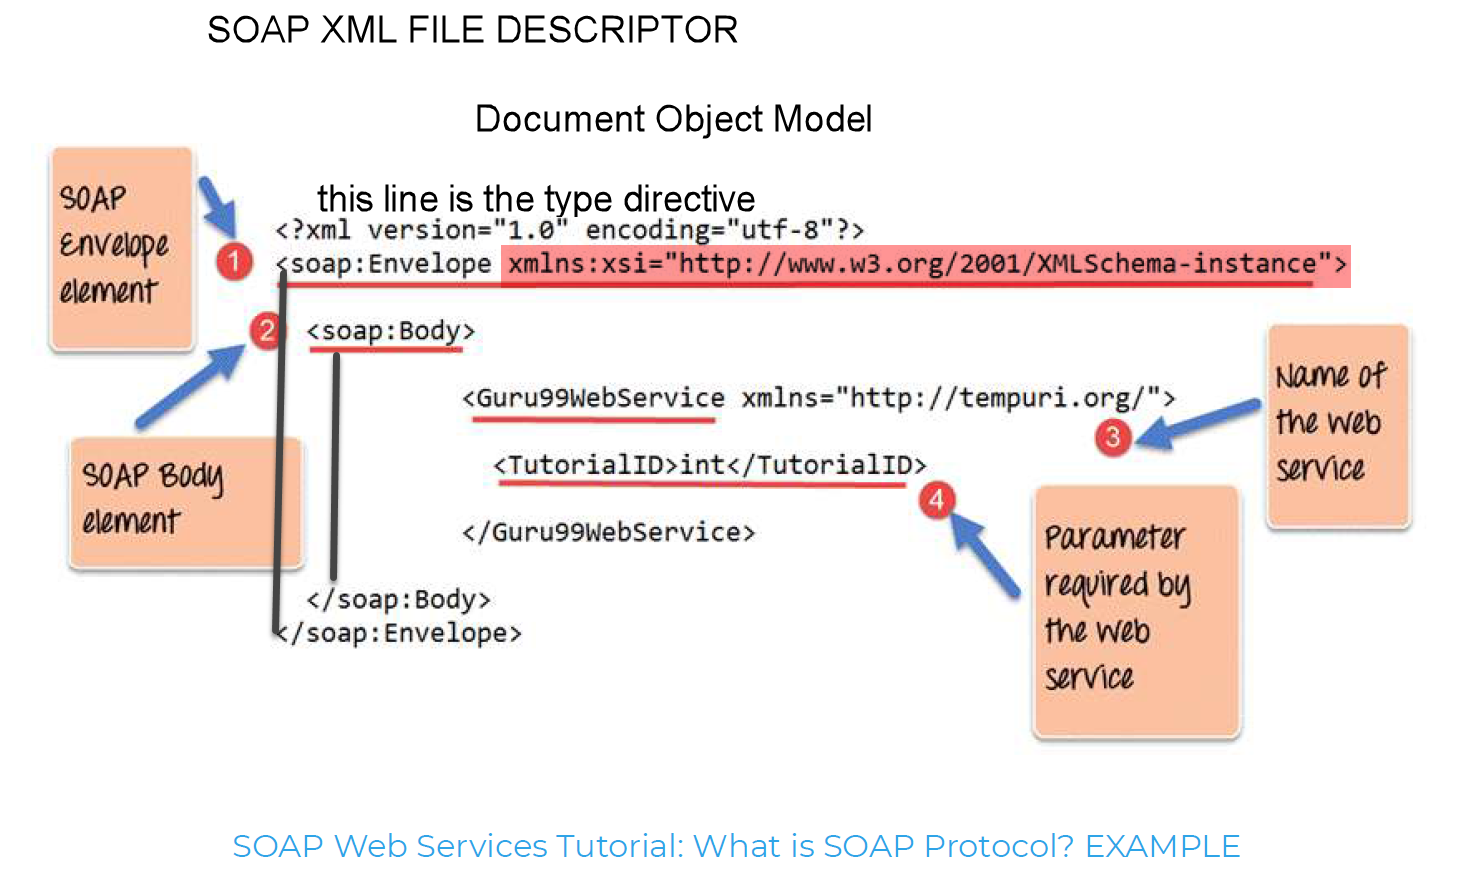 SOAP XML FILE DESCRIPTOR
Document Object Model
SOAP
Envelope
element
this line is the type directive
<?xml version="1.0" encoding="utf-8"?>
1
<soap:Envelope xmlns:xsi="http://www.w3.org/2001/XMLSchema-instance">
2
<soap:Body>
<Guru99WebService xmlns="http://tempuri.org/">
3
Name of
the web
service
SOAP Body
element
<TutorialID>int</TutorialID>
4
</Guru99WebService>
Parameter
required by
the web
service
</soap:Body>
</soap:Envelope>
SOAP Web Services Tutorial: What is SOAP Protocol? EXAMPLE